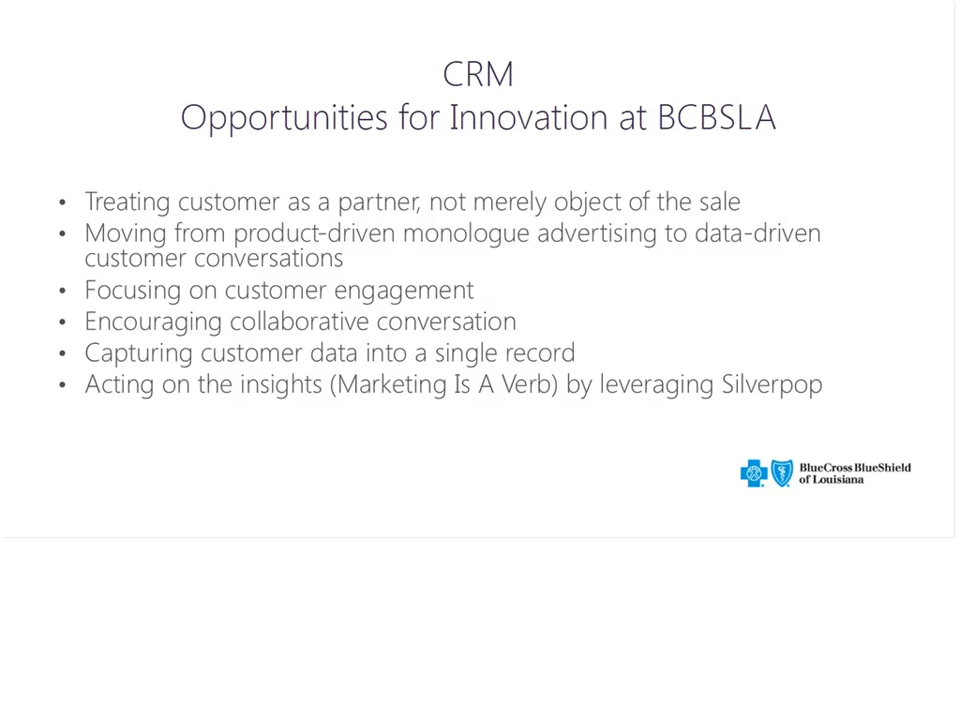 CRM
Opportunities for Innovation at BCBSLA
• Treating customer as a partner, not merely object of the sale
• Moving from product-driven monologue advertising to data-driven
customer conversations
• Focusing on customer engagement
• Encouraging collaborative conversation
• Capturing customer data into a single record
• Acting on the insights (Marketing Is A Verb) by leveraging Silverpop
BlueCross BlueShield
of Louisiana